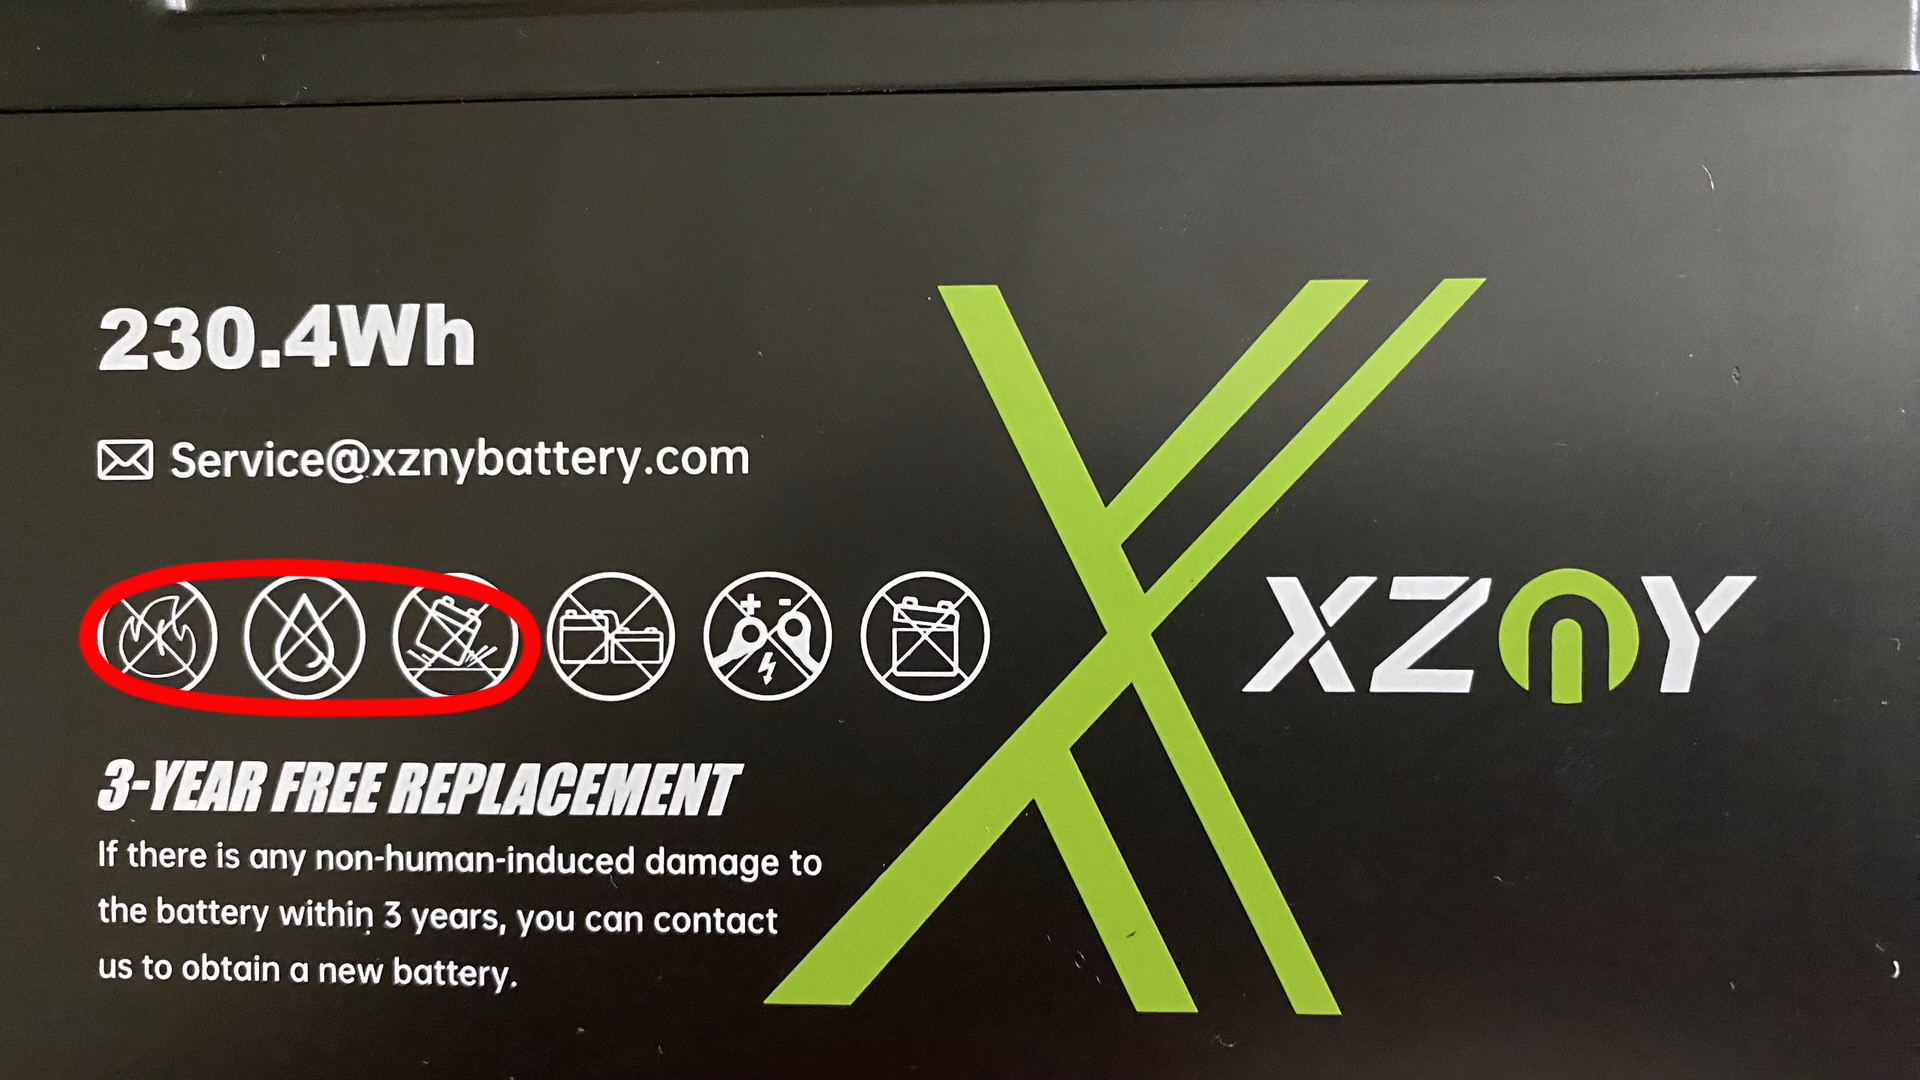 230.4Wh
Service@xznybattery.com
XZNY
3-YEAR FREE REPLACEMENT
If there is any non-human-induced damage to
the battery within 3 years, you can contact
us to obtain a new battery.